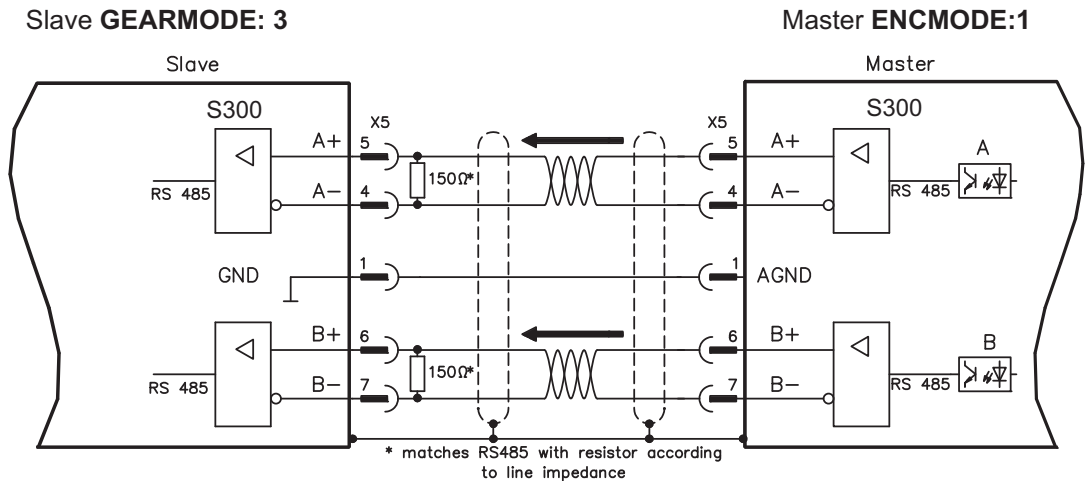 Slave GEARMODE: 3
Master ENCMODE:1
Slave
Master
S300
X5
X5
S300
A+ 5
5 A+
A
150Ω*
RS 485
RS 485
A- 4
4 A-
GND 1
1 AGND
B+ 6
6 B+
B
150Ω*
RS 485
RS 485
B- 7
7 B-
* matches RS485 with resistor according
to line impedance